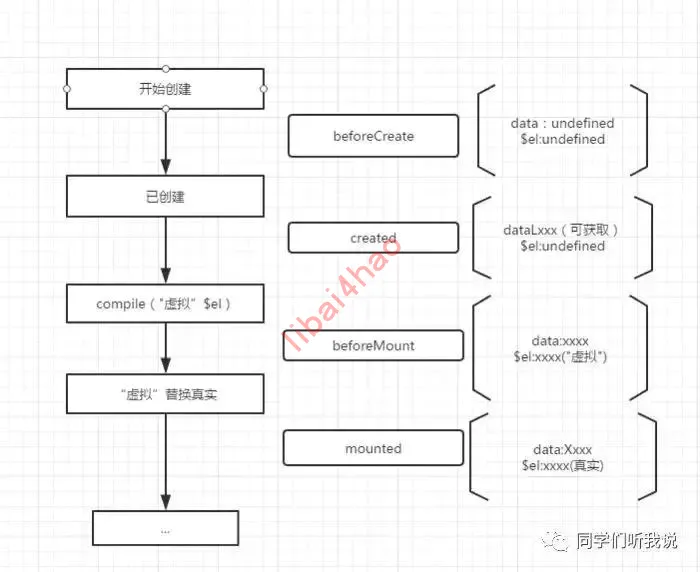 开始创建
beforeCreate
data：undefined
$el:undefined
已创建
created
dataLxxx（可获取）
$el:undefined
compile（"虚拟“$el）
beforeMount
data:xxxx
$el:xxxx("虚拟")
“虚拟”替换真实
mounted
data:Xxxx
$el:xxxx(真实)
...
libai4hao
同学们听我说